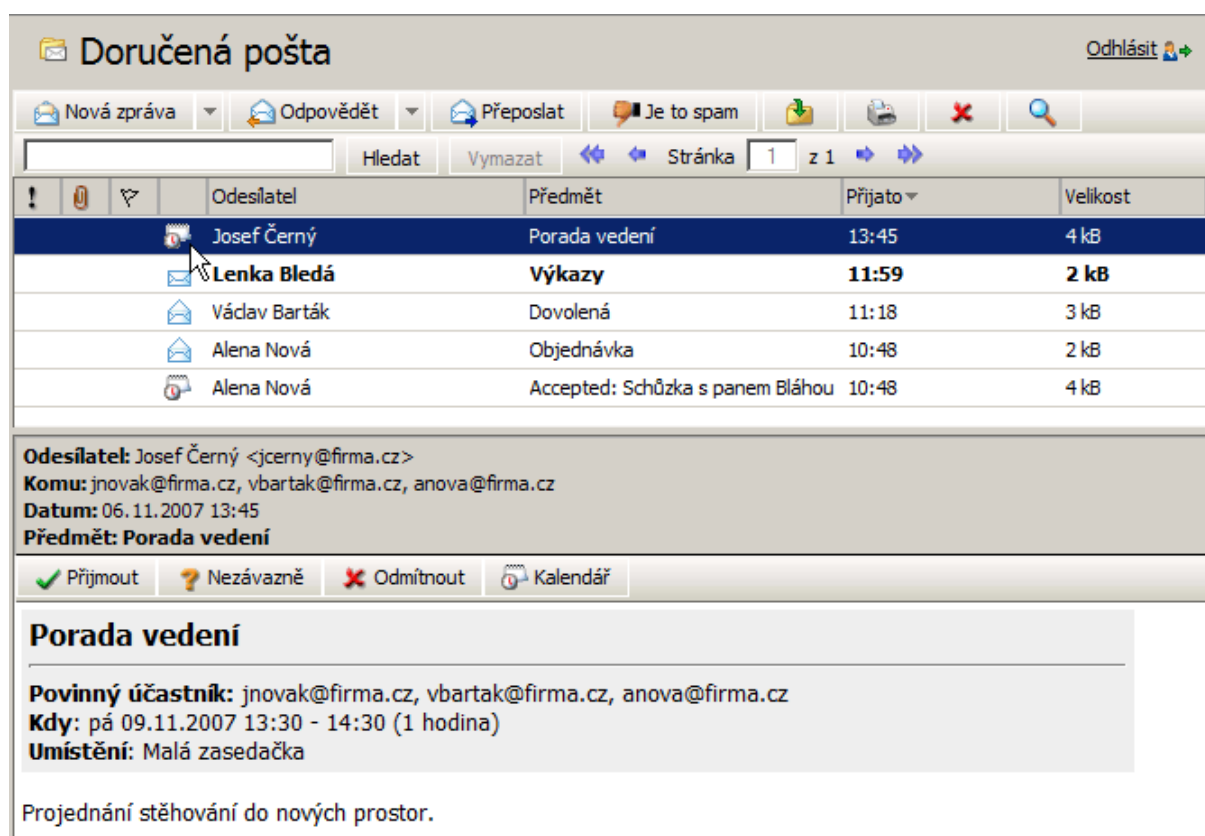 Doručená pošta
Odhlásit
Nová zpráva Odpovědět Přeposlat Je to spam
Hledat Vymazat Stránka 1 z 1
! Odesílatel Předmět Přijato Velikost
Josef Černý Porada vedení 13:45 4 kB
Lenka Bledá Výkazy 11:59 2 kB
Václav Barták Dovolená 11:18 3 kB
Alena Nová Objednávka 10:48 2 kB
Alena Nová Accepted: Schůzka s panem Bláhou 10:48 4 kB
Odesílatel: Josef Černý <jcerny@firma.cz>
Komu: jnovak@firma.cz, vbartak@firma.cz, anova@firma.cz
Datum: 06.11.2007 13:45
Předmět: Porada vedení
Přijmout Nezávazně Odmítnout Kalendář
Porada vedení
Povinný účastník: jnovak@firma.cz, vbartak@firma.cz, anova@firma.cz
Kdy: pá 09.11.2007 13:30 - 14:30 (1 hodina)
Umístění: Malá zasedačka
Projednání stěhování do nových prostor.